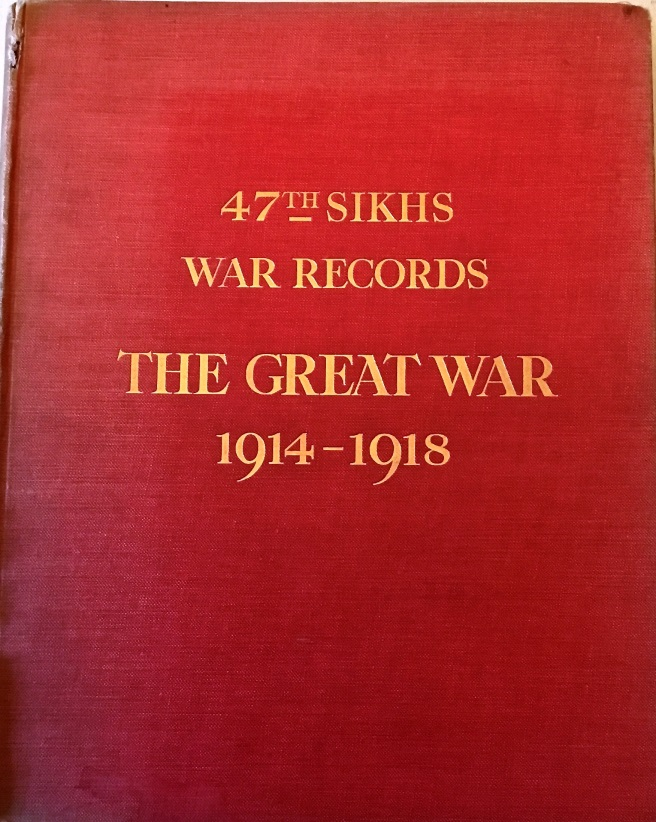 47TH SIKHS
WAR RECORDS
THE GREAT WAR
1914-1918